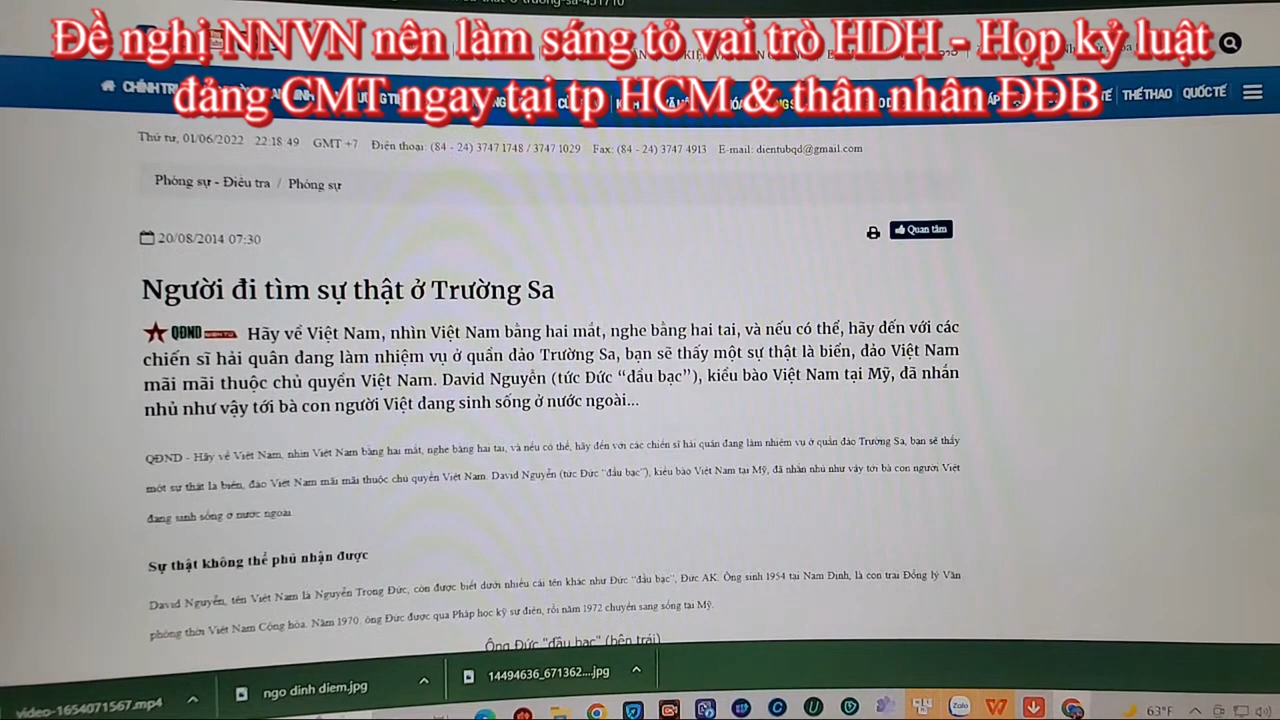 Đề nghị NNVN nên làm sáng tỏ vai trò HDH - Họp kỷ luật
đảng CMT ngay tại tp HCM & thân nhân ĐĐB
THỂ THAO QUỐC TẾ
Thứ tư, 01/06/2022 22:18:49 GMT +7 Điện thoại: (84 - 24) 3747 1748 / 3747 1029 Fax: (84 - 24) 3747 4913 E-mail: dientubqd@gmail.com
Phóng sự - Điều tra / Phóng sự
20/08/2014 07:30
Quan tâm
Người đi tìm sự thật ở Trường Sa
QĐND Hãy về Việt Nam, nhìn Việt Nam bằng hai mắt, nghe bằng hai tai, và nếu có thể, hãy đến với các
chiến sĩ hải quân đang làm nhiệm vụ ở quần đảo Trường Sa, bạn sẽ thấy một sự thật là biển, đảo Việt Nam
mãi mãi thuộc chủ quyền Việt Nam. David Nguyễn (tức Đức “đầu bạc”), kiều bào Việt Nam tại Mỹ, đã nhắn
nhủ như vậy tới bà con người Việt đang sinh sống ở nước ngoài...
QĐND - Hãy về Việt Nam, nhìn Việt Nam bằng hai mắt, nghe bằng hai tai, và nếu có thể, hãy đến với các chiến sĩ hải quân đang làm nhiệm vụ ở quần đảo Trường Sa, bạn sẽ thấy
một sự thật là biển, đảo Việt Nam mãi mãi thuộc chủ quyền Việt Nam. David Nguyễn (tức Đức “đầu bạc”), kiều bào Việt Nam tại Mỹ, đã nhắn nhủ như vậy tới bà con người Việt
đang sinh sống ở nước ngoài.
Sự thật không thể phủ nhận được
David Nguyễn, tên Việt Nam là Nguyễn Trọng Đức, còn được biết dưới nhiều cái tên khác như Đức “đầu bạc”, Đức AK. Ông sinh 1954 tại Nam Định, là con trai Đổng lý Văn
phòng thời Việt Nam Cộng hòa. Năm 1970, ông Đức được qua Pháp học kỹ sư điện, rồi năm 1972 chuyển sang sống tại Mỹ.
Ông Đức "đầu bạc" (bên trái)
video-1654071567.mp4
ngo dinh diem.jpg
14494636_671362....jpg
Zalo
63°F